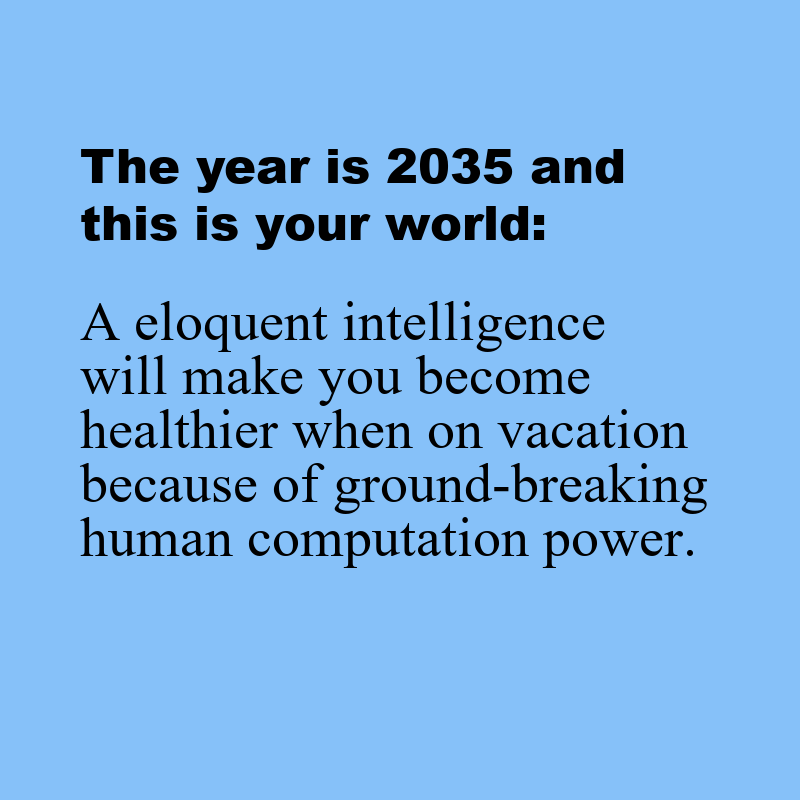 The year is 2035 and
this is your world:
A eloquent intelligence
will make you become
healthier when on vacation
because of ground-breaking
human computation power.